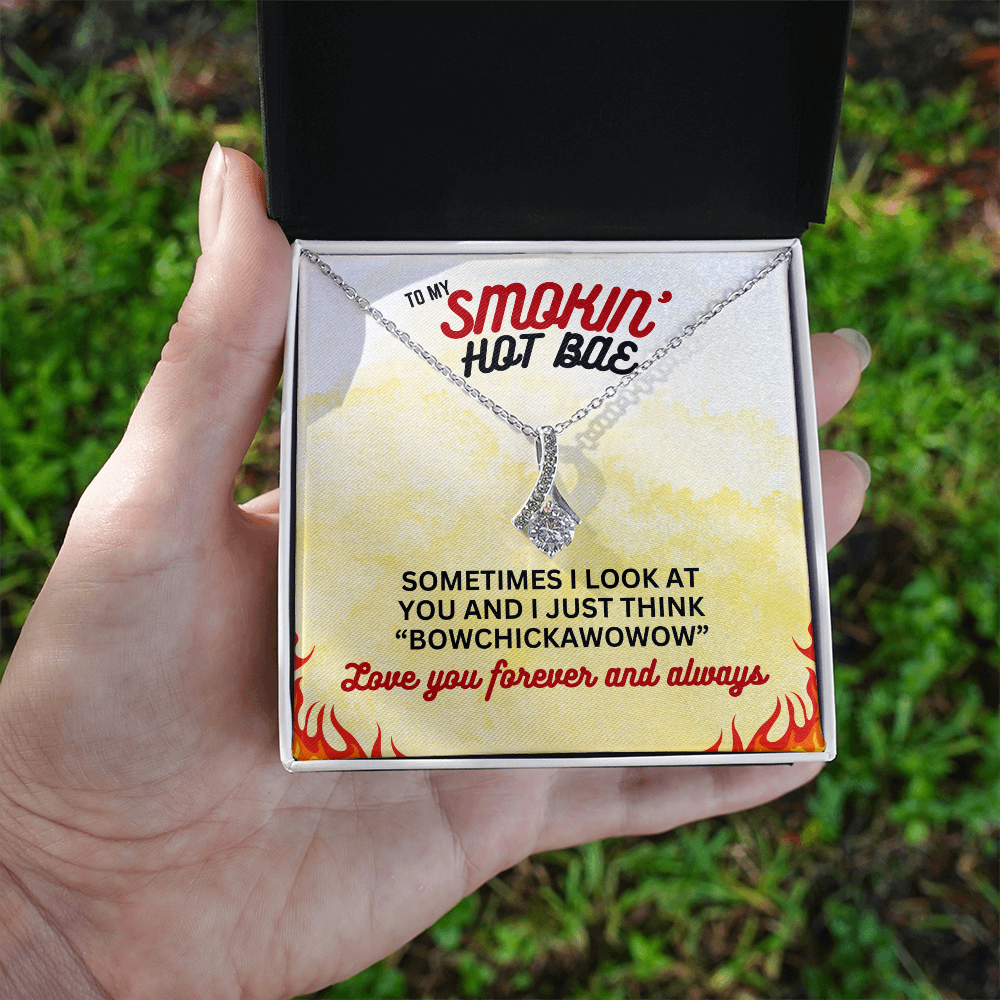 TO MY SMOKIN'
HOT BAE
SOMETIMES I LOOK AT
YOU AND I JUST THINK
“BOWCHICKAWOWOW”
Love you forever and always